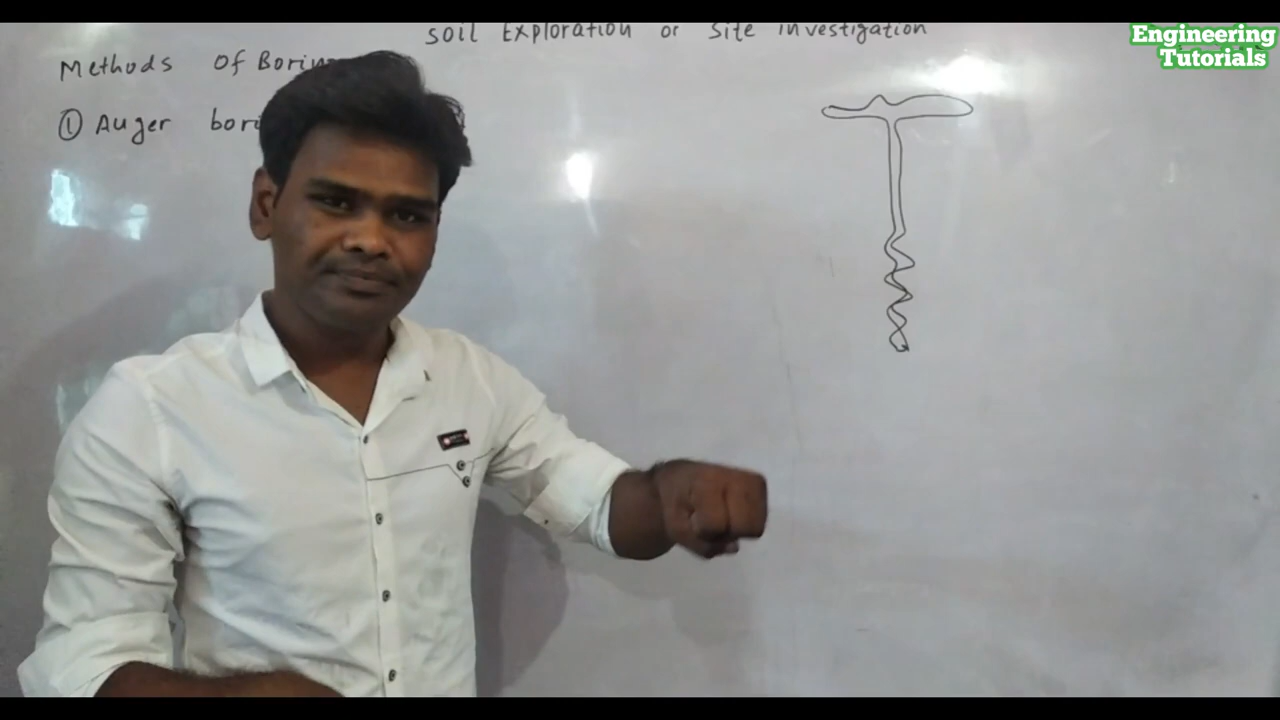 Soil Exploration or Site investigation
Engineering
Tutorials
Methods Of
① Auger